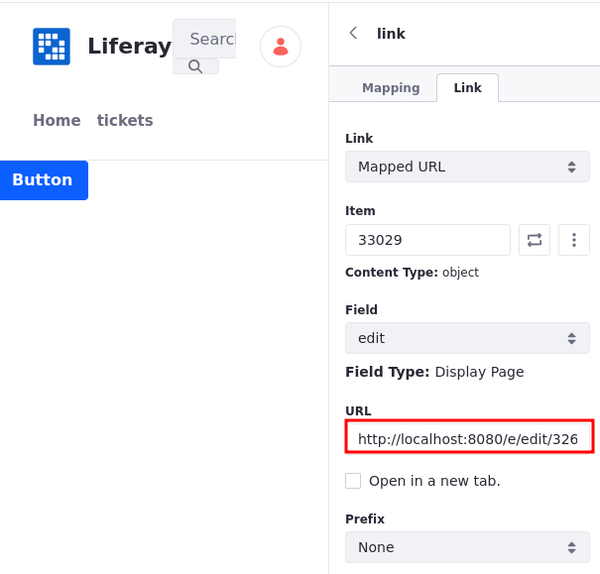 Liferay
Searc
Home tickets
Button
link
Mapping Link
Link
Mapped URL
Item
33029
Content Type: object
Field
edit
Field Type: Display Page
URL
http://localhost:8080/e/edit/326
Open in a new tab.
Prefix
None